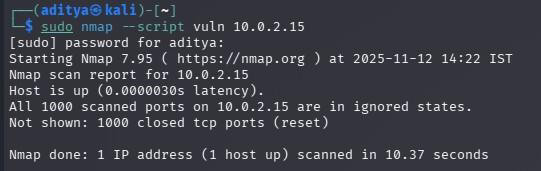 ┌──(aditya㉿kali)-[~]
└─$ sudo nmap --script vuln 10.0.2.15
[sudo] password for aditya:
Starting Nmap 7.95 ( https://nmap.org ) at 2025-11-12 14:22 IST
Nmap scan report for 10.0.2.15
Host is up (0.0000030s latency).
All 1000 scanned ports on 10.0.2.15 are in ignored states.
Not shown: 1000 closed tcp ports (reset)
Nmap done: 1 IP address (1 host up) scanned in 10.37 seconds